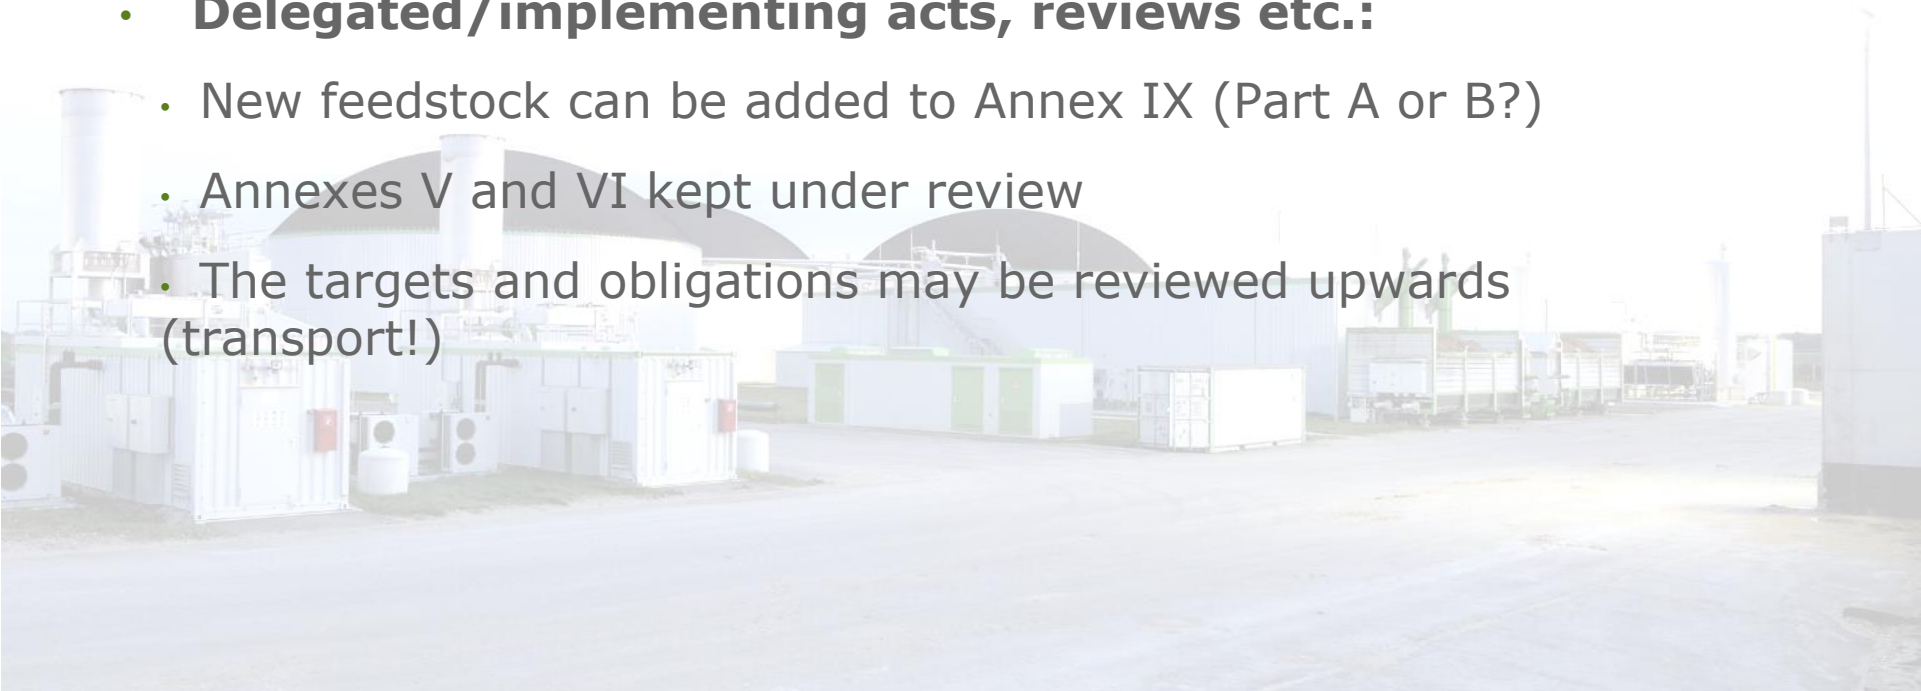 • Delegated/implementing acts, reviews etc.:
• New feedstock can be added to Annex IX (Part A or B?)
• Annexes V and VI kept under review
• The targets and obligations may be reviewed upwards
(transport!)